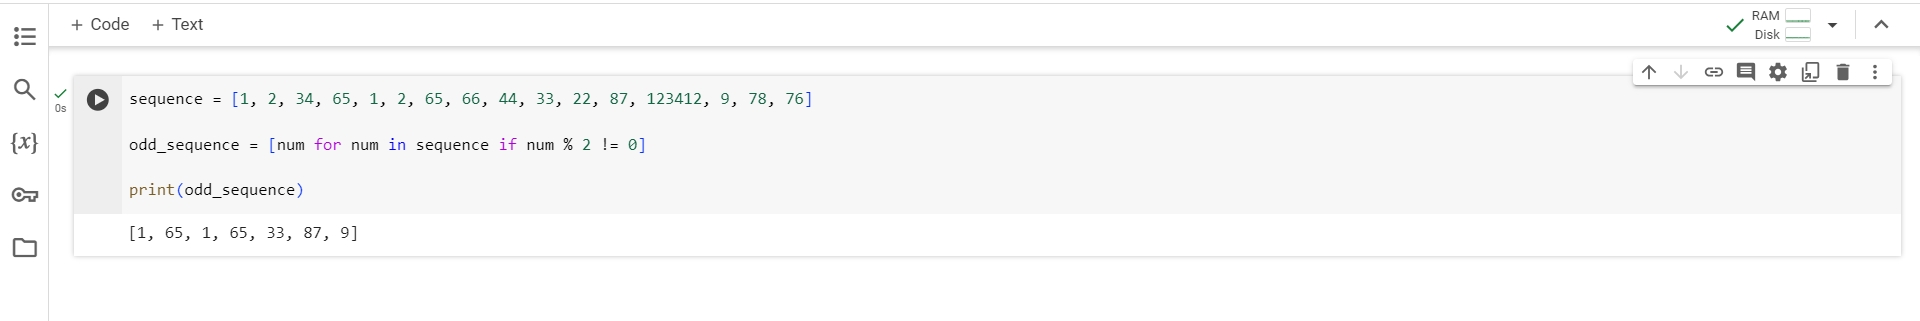 + Code + Text
RAM
Disk
{x}
0s
sequence = [1, 2, 34, 65, 1, 2, 65, 66, 44, 33, 22, 87, 123412, 9, 78, 76]
odd_sequence = [num for num in sequence if num % 2 != 0]
print(odd_sequence)
[1, 65, 1, 65, 33, 87, 9]